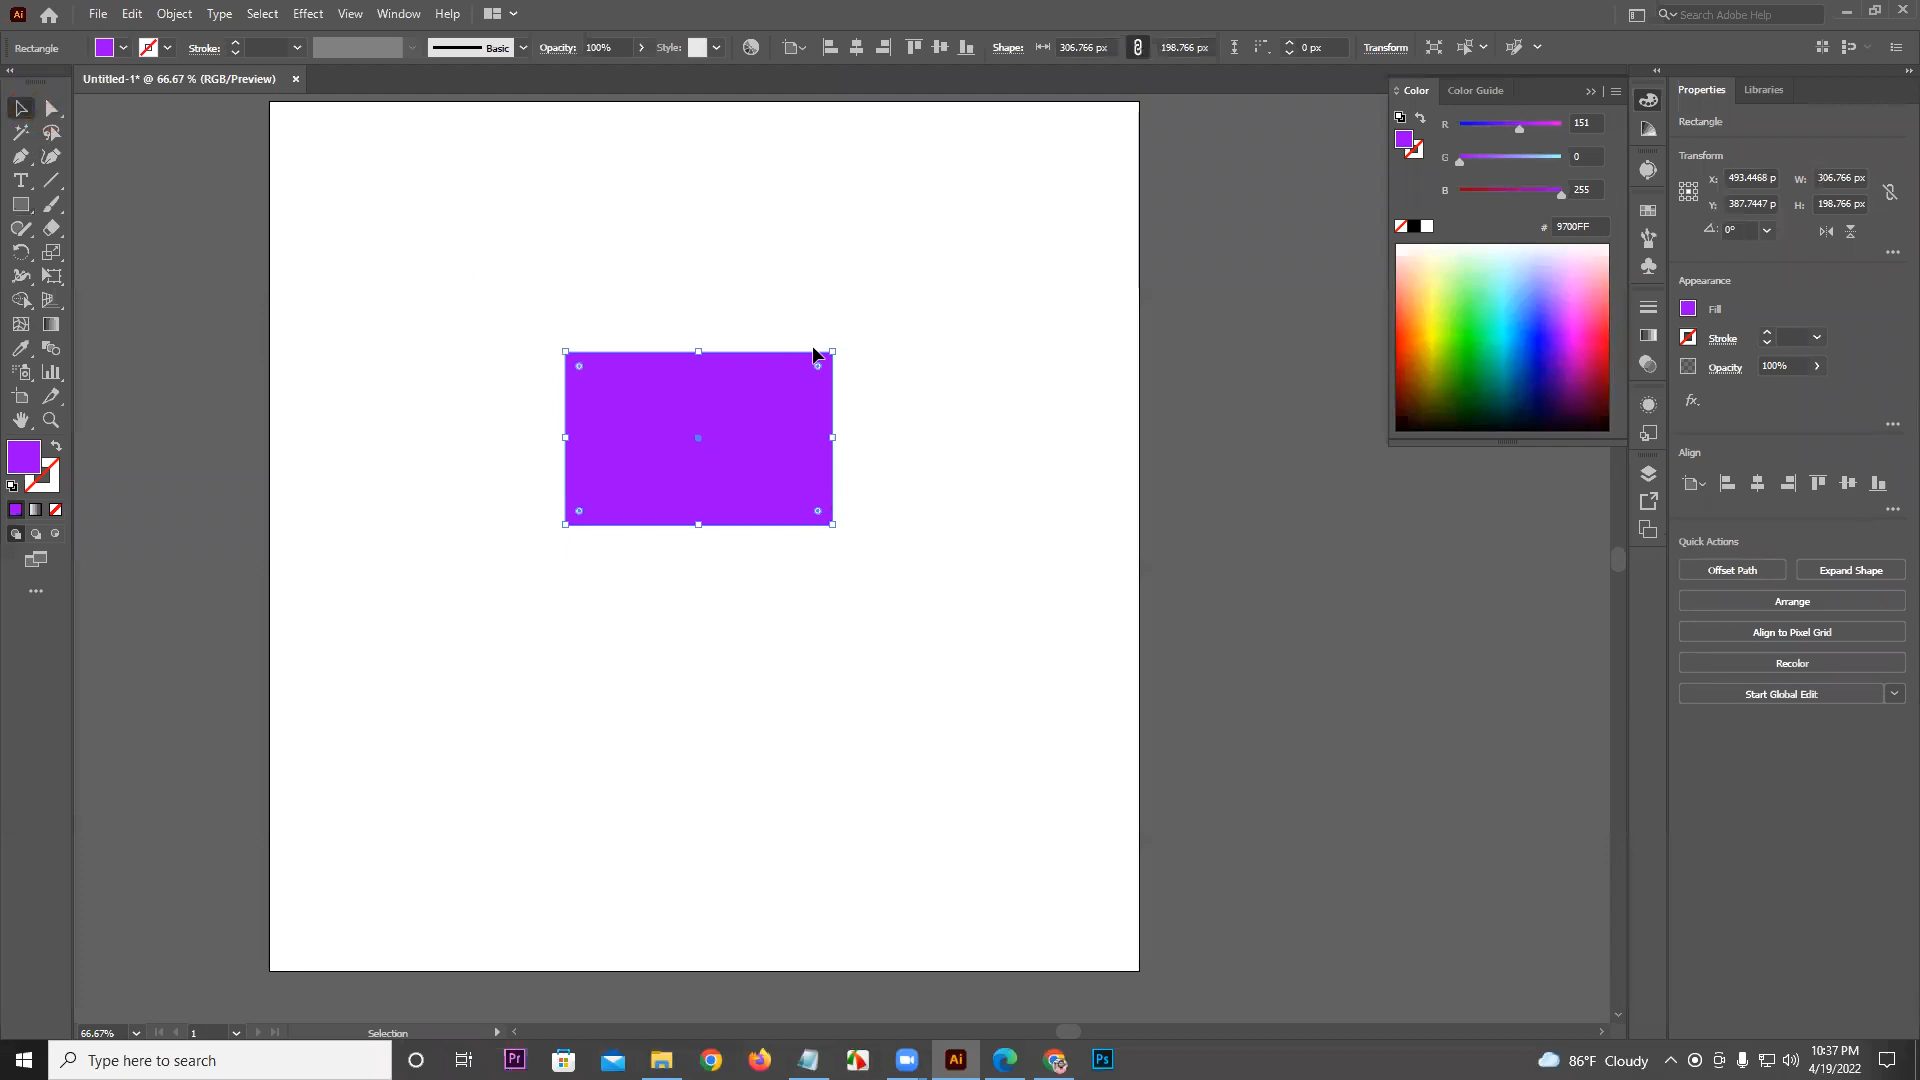 Ai File Edit Object Type Select Effect View Window Help Search Adobe Help
Rectangle Stroke: Basic Opacity: 100% Style: Shape: 306.766 px 198.766 px 0 px Transform
Untitled-1* @ 66.67 % (RGB/Preview) ×
Color Color Guide
R 151
G 0
B 255
# 9700FF
Properties Libraries
Rectangle
Transform
X: 493.4468 p W: 306.766 px
Y: 387.7447 p H: 198.766 px
0°
Appearance
Fill
Stroke
Opacity 100%
fx.
Align
Quick Actions
Offset Path Expand Shape
Arrange
Align to Pixel Grid
Recolor
Start Global Edit
66.67% 1 Selection
Type here to search Pr Ai Ps 86°F Cloudy
10:37 PM
4/19/2022